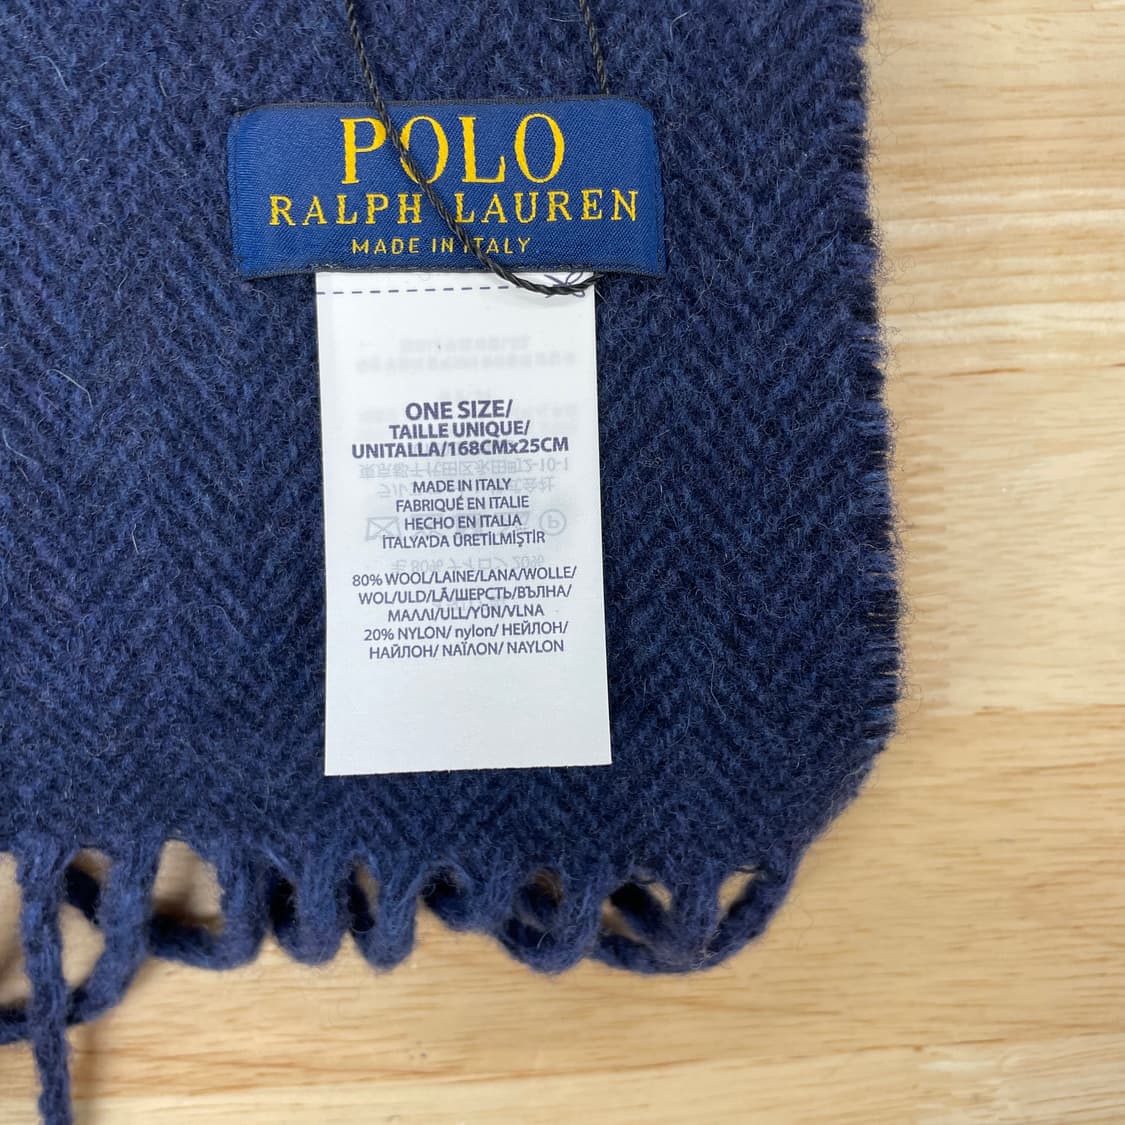 POLO
RALPH LAUREN
MADE IN ITALY
ONE SIZE/
TAILLE UNIQUE/
UNITALLA/168CMx25CM
MADE IN ITALY
FABRIQUÉ EN ITALIE
HECHO EN ITALIA
İTALYA'DA ÜRETİLMİŞTİR
80% WOOL/LAINE/LANA/WOLLE/
WOL/ULD/LÃ/ШЕРСТЬ/ВЪЛНА/
ΜΑΛΛΙ/ULL/YÜN/VLNA
20% NYLON/ nylon/ НЕЙЛОН/
НАЙЛОН/ ΝΑΪΛΟΝ/ NAYLON